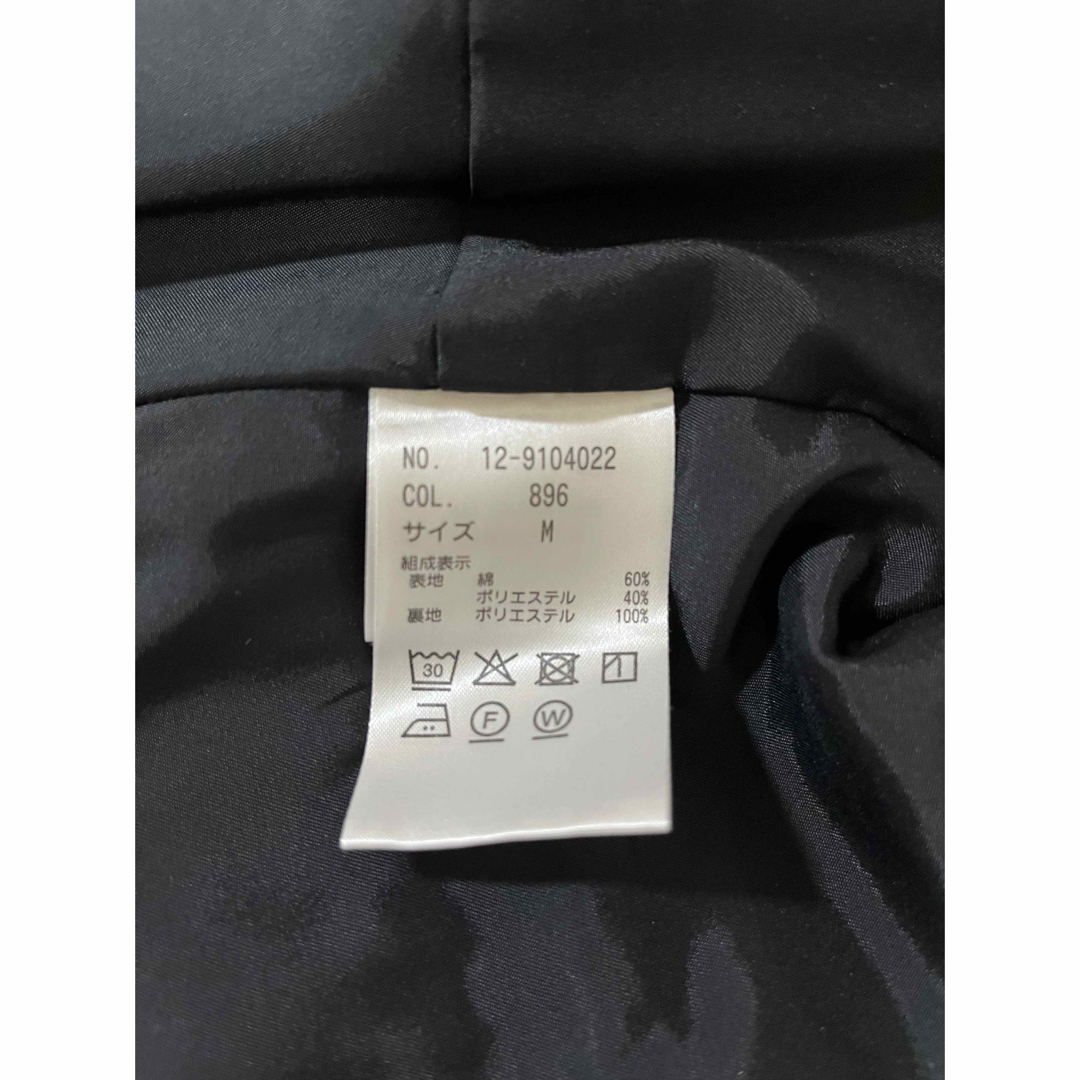 NO. 12-9104022
COL. 896
サイズ M
組成表示
表地 綿 60%
ポリエステル 40%
裏地 ポリエステル 100%
30
F W